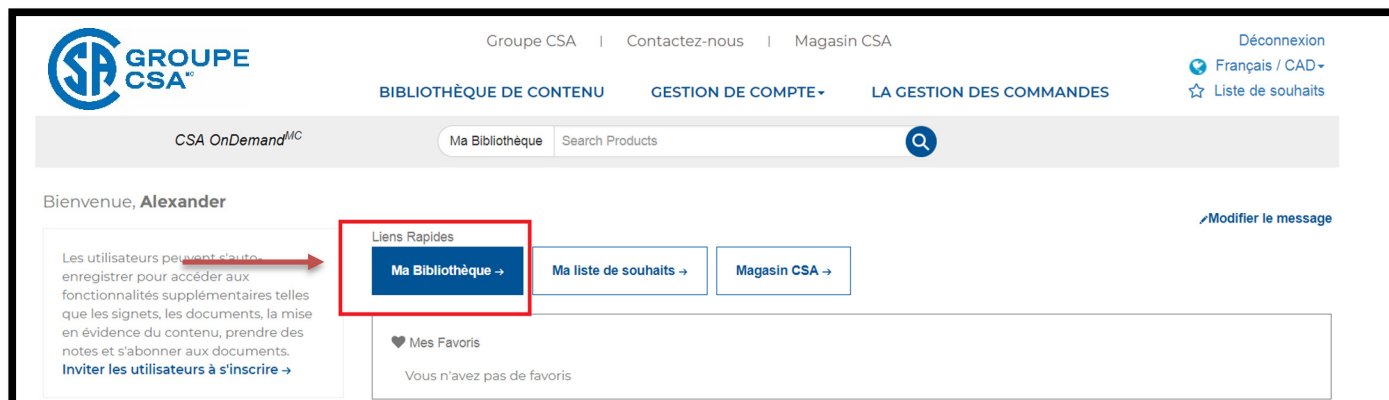 GROUPE
CSA MC
Groupe CSA | Contactez-nous | Magasin CSA
Déconnexion
Français / CAD
Liste de souhaits
BIBLIOTHÈQUE DE CONTENU GESTION DE COMPTE LA GESTION DES COMMANDES
CSA OnDemand MC
Ma Bibliothèque Search Products
Bienvenue, Alexander
Modifier le message
Les utilisateurs peuvent s'auto-
enregistrer pour accéder aux
fonctionnalités supplémentaires telles
que les signets, les documents, la mise
en évidence du contenu, prendre des
notes et s'abonner aux documents.
Inviter les utilisateurs à s'inscrire →
Liens Rapides
Ma Bibliothèque → Ma liste de souhaits → Magasin CSA →
Mes Favoris
Vous n'avez pas de favoris